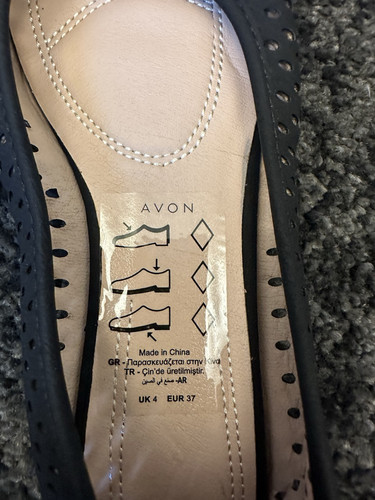 AVON
Made in China
GR - Παρασκευάζεται στην Κίνα
TR - Çin'de üretilmiştir.
صنع في الصين -AR
UK 4 EUR 37